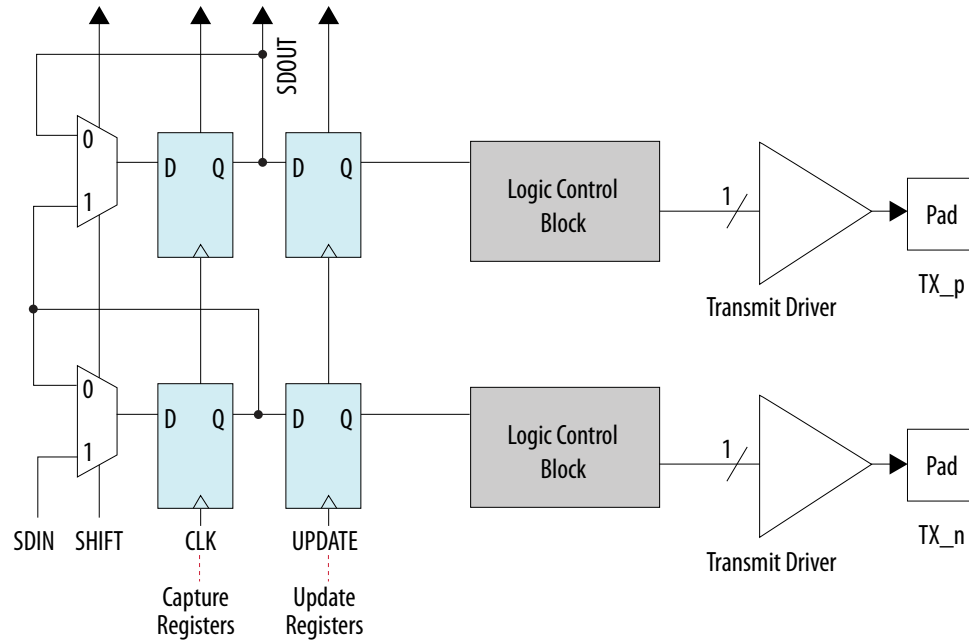 SDOUT
0
1
D Q
D Q
Logic Control
Block
1
Transmit Driver
Pad
TX_p
0
1
D Q
D Q
Logic Control
Block
1
Transmit Driver
Pad
TX_n
SDIN SHIFT CLK UPDATE
Capture
Registers
Update
Registers